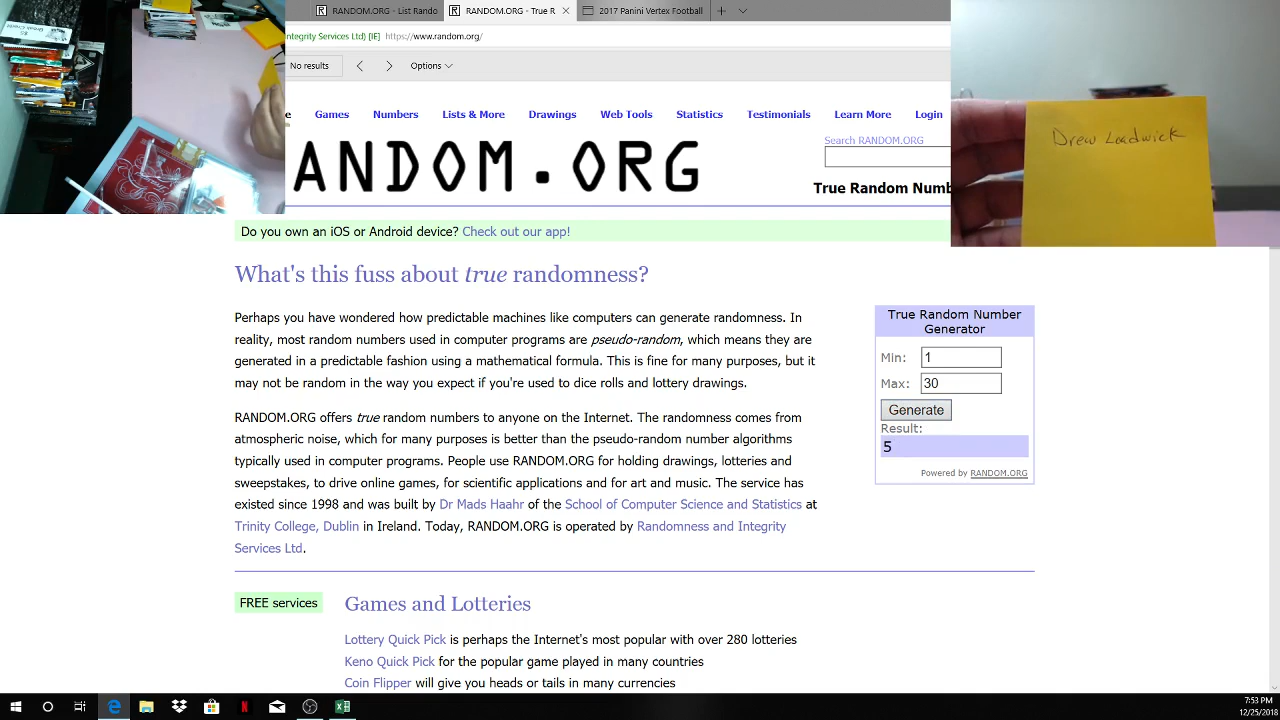 RANDOM.ORG - List Rando
RANDOM.ORG - True R
2017 Panini Vertex Football
Integrity Services Ltd) [IE] https://www.random.org/
No results
Options
Games Numbers Lists & More Drawings Web Tools Statistics Testimonials Learn More Login
ANDOM.ORG
Search RANDOM.ORG
True Random Numb
Do you own an iOS or Android device? Check out our app!
What's this fuss about true randomness?
Perhaps you have wondered how predictable machines like computers can generate randomness. In
reality, most random numbers used in computer programs are pseudo-random, which means they are
generated in a predictable fashion using a mathematical formula. This is fine for many purposes, but it
may not be random in the way you expect if you're used to dice rolls and lottery drawings.
RANDOM.ORG offers true random numbers to anyone on the Internet. The randomness comes from
atmospheric noise, which for many purposes is better than the pseudo-random number algorithms
typically used in computer programs. People use RANDOM.ORG for holding drawings, lotteries and
sweepstakes, to drive online games, for scientific applications and for art and music. The service has
existed since 1998 and was built by Dr Mads Haahr of the School of Computer Science and Statistics at
Trinity College, Dublin in Ireland. Today, RANDOM.ORG is operated by Randomness and Integrity
Services Ltd.
True Random Number
Generator
Min: 1
Max: 30
Generate
Result:
5
Powered by RANDOM.ORG
FREE services
Games and Lotteries
Lottery Quick Pick is perhaps the Internet's most popular with over 280 lotteries
Keno Quick Pick for the popular game played in many countries
Coin Flipper will give you heads or tails in many currencies
Drew Leadwick
7:53 PM
12/25/2018